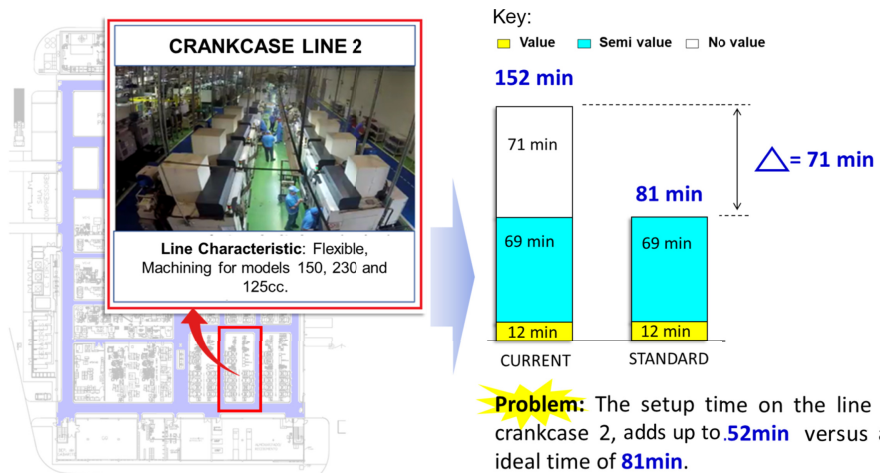 CRANKCASE LINE 2
Line Characteristic: Flexible,
Machining for models 150, 230 and
125cc.
Key:
Value Semi value No value
152 min
71 min
69 min
12 min
CURRENT
81 min
69 min
12 min
STANDARD
△= 71 min
Problem: The setup time on the line
crankcase 2, adds up to .52min versus a
ideal time of 81min.